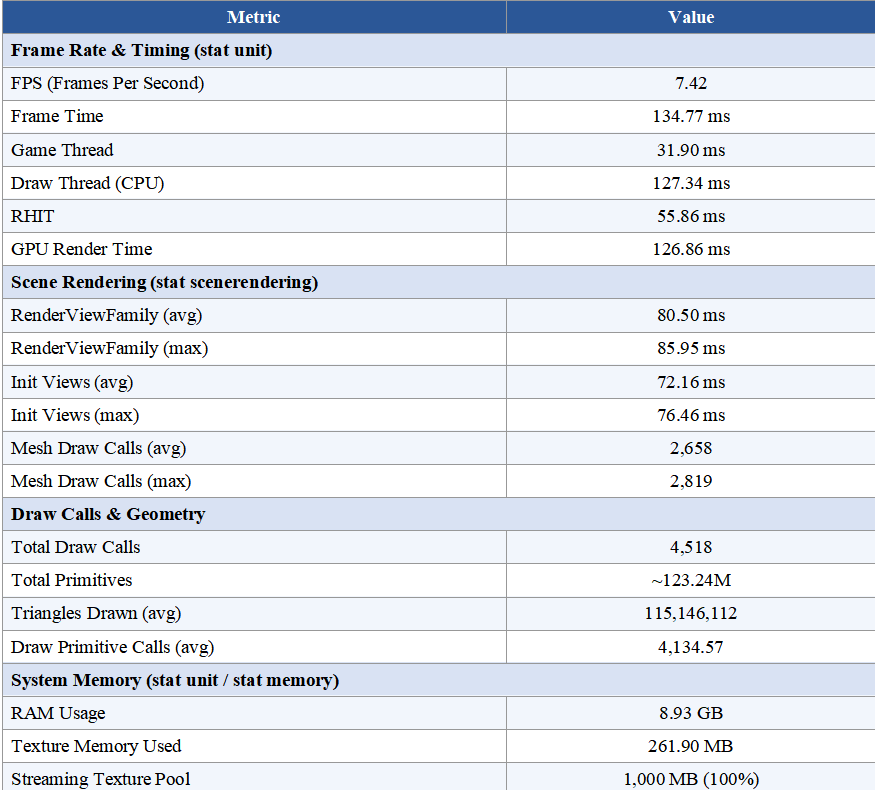 Metric Value
Frame Rate & Timing (stat unit)
FPS (Frames Per Second) 7.42
Frame Time 134.77 ms
Game Thread 31.90 ms
Draw Thread (CPU) 127.34 ms
RHIT 55.86 ms
GPU Render Time 126.86 ms
Scene Rendering (stat scenerendering)
RenderViewFamily (avg) 80.50 ms
RenderViewFamily (max) 85.95 ms
Init Views (avg) 72.16 ms
Init Views (max) 76.46 ms
Mesh Draw Calls (avg) 2,658
Mesh Draw Calls (max) 2,819
Draw Calls & Geometry
Total Draw Calls 4,518
Total Primitives ~123.24M
Triangles Drawn (avg) 115,146,112
Draw Primitive Calls (avg) 4,134.57
System Memory (stat unit / stat memory)
RAM Usage 8.93 GB
Texture Memory Used 261.90 MB
Streaming Texture Pool 1,000 MB (100%)